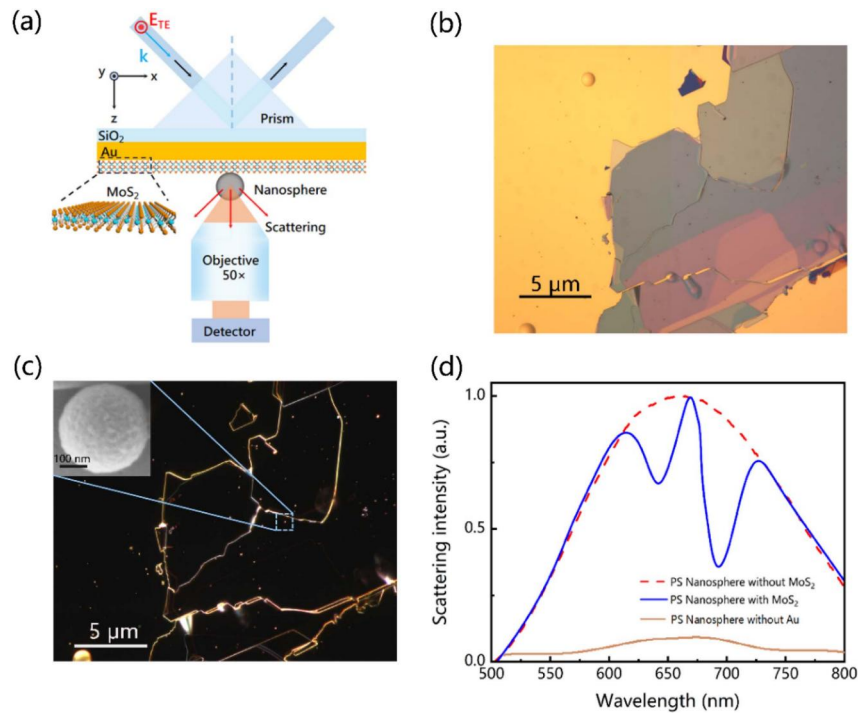 (a)
E_TE
k
y
x
z
Prism
SiO₂
Au
MoS₂
Nanosphere
Scattering
Objective
50×
Detector
(b)
5 μm
(c)
100 nm
5 μm
(d)
Scattering intensity (a.u.)
1.0
0.5
0.0
PS Nanosphere without MoS₂
PS Nanosphere with MoS₂
PS Nanosphere without Au
500 550 600 650 700 750 800
Wavelength (nm)